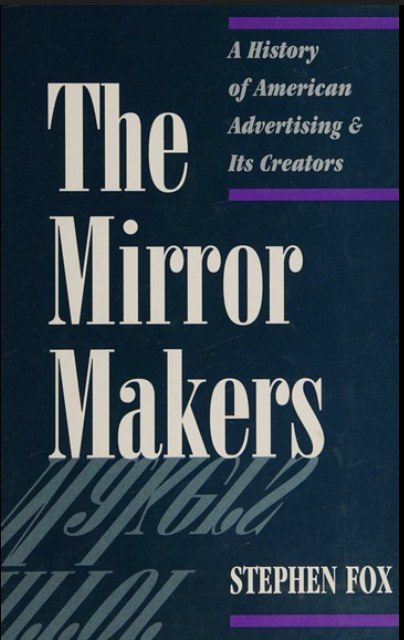 The
Mirror
Makers
A History
of American
Advertising &
Its Creators
STEPHEN FOX